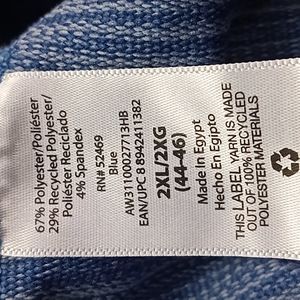 67% Polyester/Poliéster
29% Recycled Polyester/
Poliéster Reciclado
4% Spandex
RN# 52469
Blue
AW311000027713HB
EAN/UPC 8 8942411382
2XL/2XG
(44-46)
Made In Egypt
Hecho En Egipto
THIS LABEL YARN IS MADE
OUT OF 100% RECYCLED
POLYESTER MATERIALS